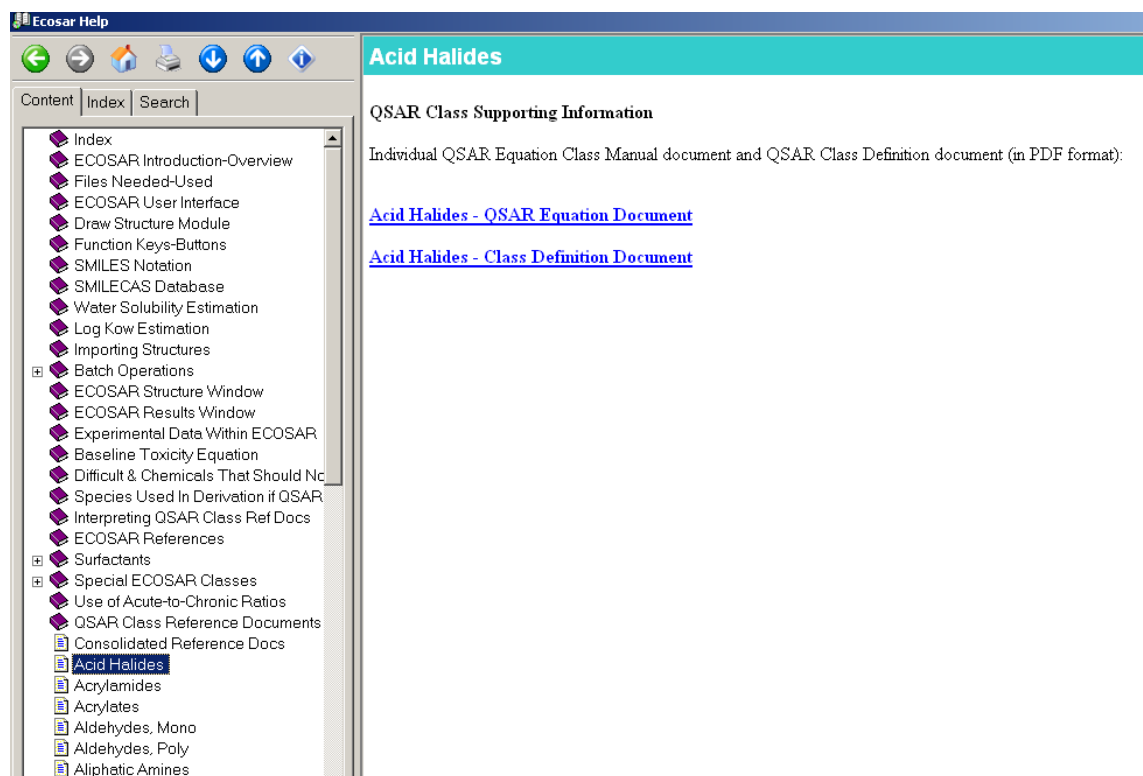 Ecosar Help
Content
Index
Search
Index
ECOSAR Introduction-Overview
Files Needed-Used
ECOSAR User Interface
Draw Structure Module
Function Keys-Buttons
SMILES Notation
SMILECAS Database
Water Solubility Estimation
Log Kow Estimation
Importing Structures
Batch Operations
ECOSAR Structure Window
ECOSAR Results Window
Experimental Data Within ECOSAR
Baseline Toxicity Equation
Difficult & Chemicals That Should Nc
Species Used In Derivation if QSAR
Interpreting QSAR Class Ref Docs
ECOSAR References
Surfactants
Special ECOSAR Classes
Use of Acute-to-Chronic Ratios
QSAR Class Reference Documents
Consolidated Reference Docs
Acid Halides
Acrylamides
Acrylates
Aldehydes, Mono
Aldehydes, Poly
Aliphatic Amines
Acid Halides
QSAR Class Supporting Information
Individual QSAR Equation Class Manual document and QSAR Class Definition document (in PDF format):
Acid Halides - QSAR Equation Document
Acid Halides - Class Definition Document